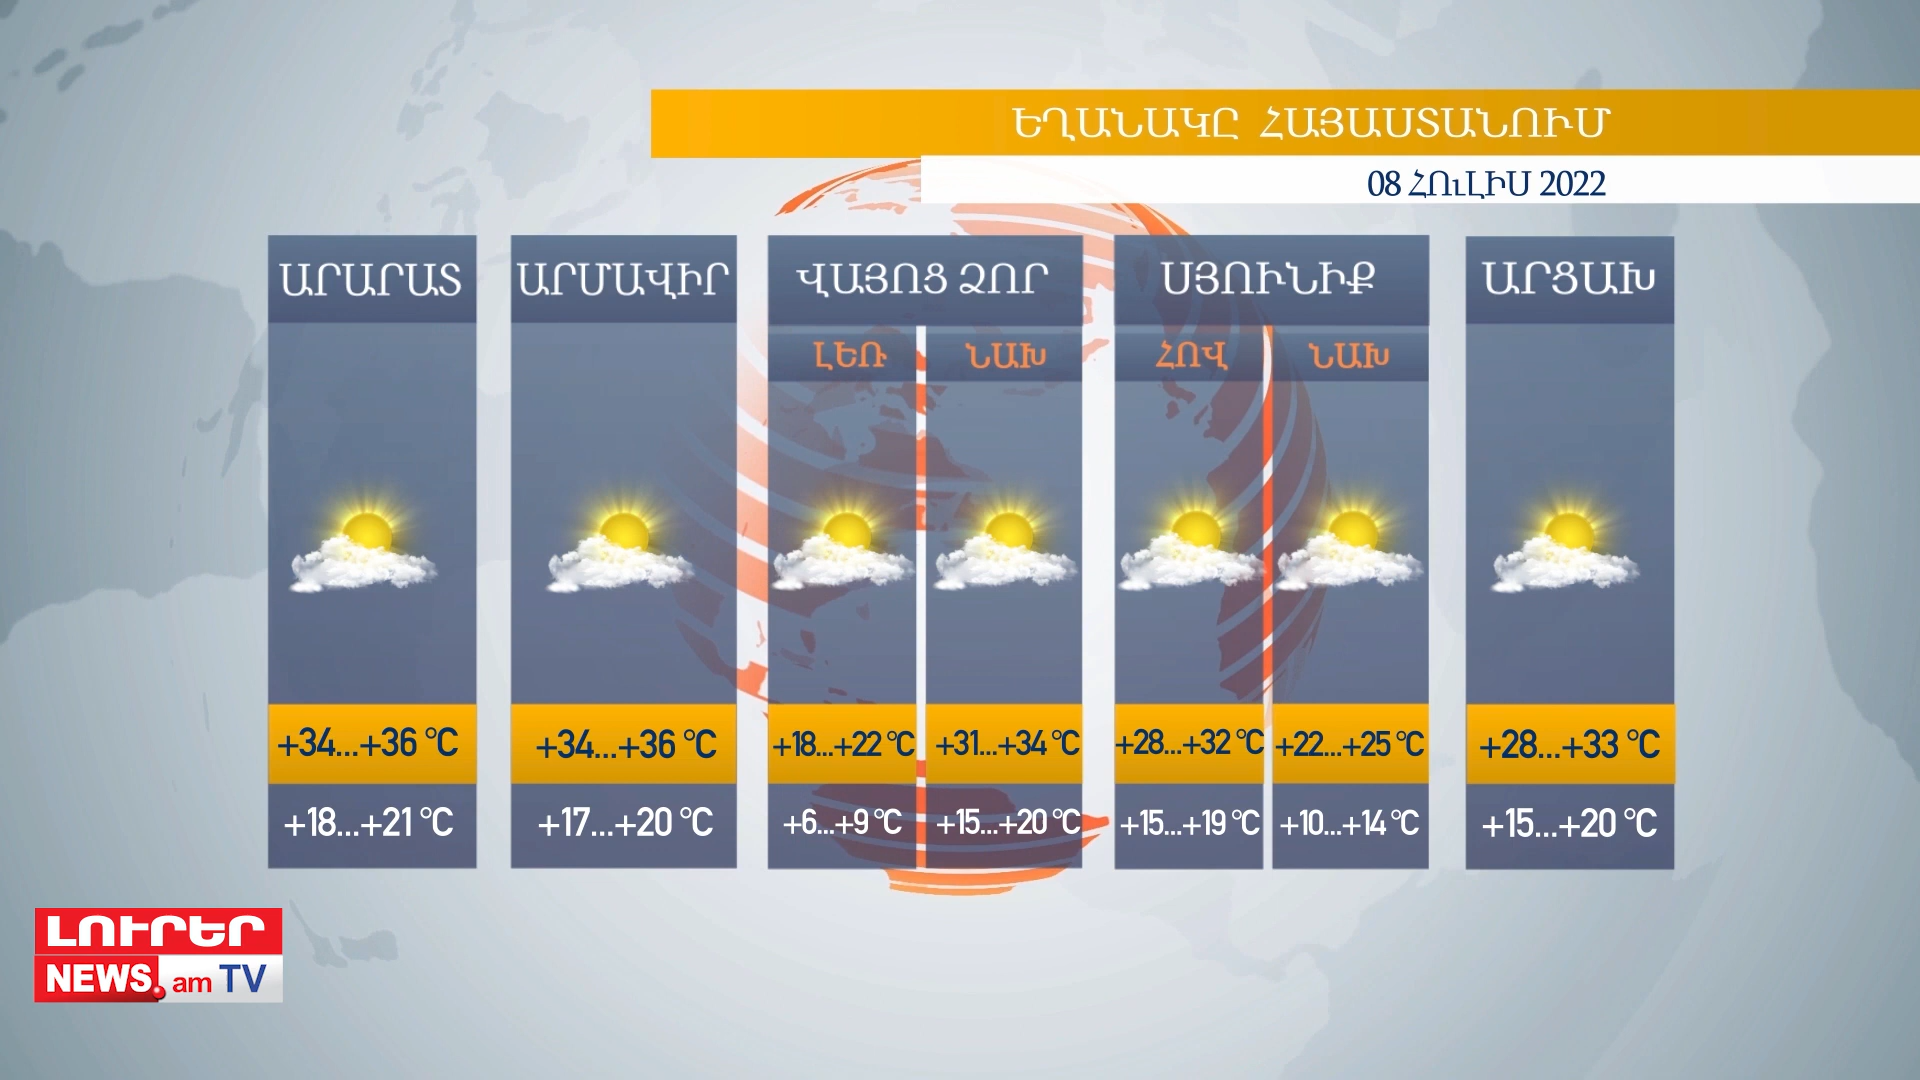 ԵՂԱՆԱԿԸ ՀԱՅԱՍՏԱՆՈՒՄ
08 ՀՈւԼԻՍ 2022
ԱՐԱՐԱՏ
ԱՐՄԱՎԻՐ
ՎԱՅՈՑ ՁՈՐ
ՍՅՈՒՆԻՔ
ԱՐՑԱԽ
ԼԵՌ
ՆԱԽ
ՀՈՎ
ՆԱԽ
+34...+36 °C
+34...+36 °C
+18...+22 °C
+31...+34 °C
+28...+32 °C
+22...+25 °C
+28...+33 °C
+18...+21 °C
+17...+20 °C
+6...+9 °C
+15...+20 °C
+15...+19 °C
+10...+14 °C
+15...+20 °C
ԼՈՒՐԵՐ
NEWS.am TV